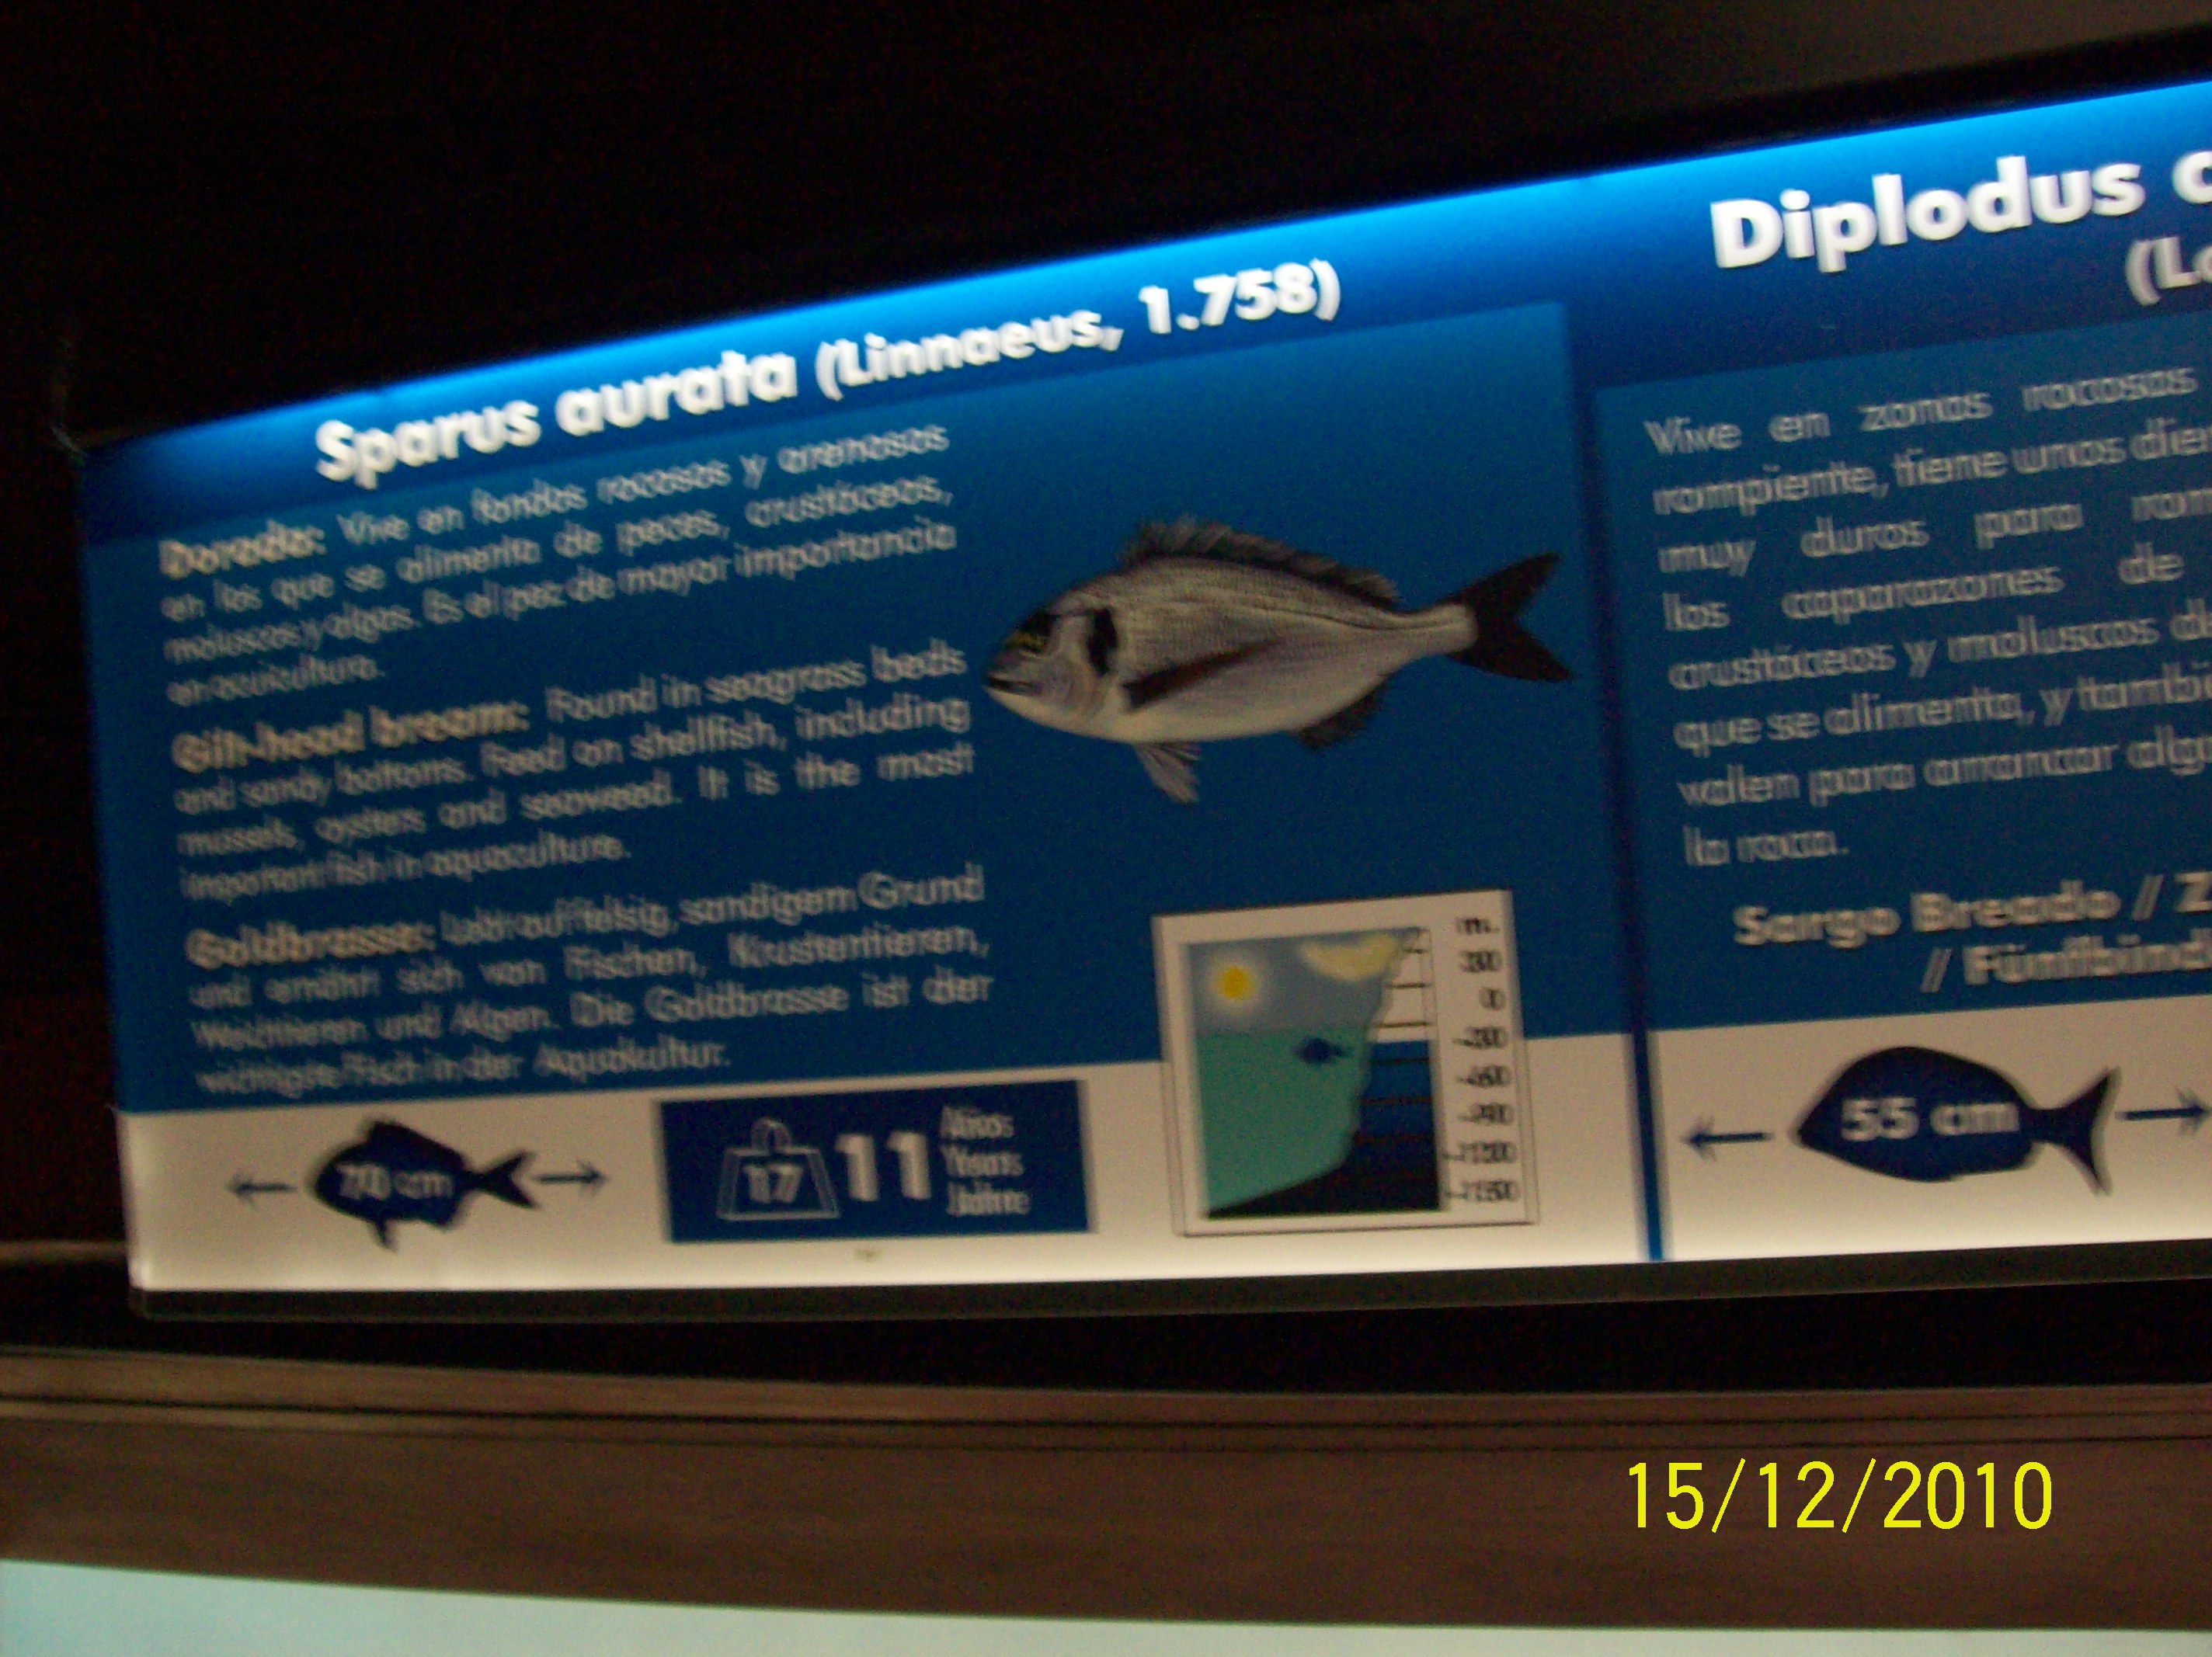 Sparus aurata (Linnaeus, 1.758)
Dorada: Vive en fondos rocosos y arenosos
en los que se alimenta de peces, crustáceos,
moluscos y algas. Es el pez de mayor importancia
en acuicultura.
Gilt-head bream: Found in seagrass beds
and sandy bottoms. Feed on shellfish, including
mussels, oysters and seaweed. It is the most
important fish in aquaculture.
Goldbrasse: Lebt auf felsig, sandigem Grund
und ernährt sich von Fischen, Krustentieren,
Weichtieren und Algen. Die Goldbrasse ist der
wichtigste Fisch in der Aquakultur.
70 cm
17
11
Años
Years
Jahre
m.
Diplodus c
(La
Vive en zonas rocosas
rompiente, tiene unos die
muy duros para rom
los caparazones de
crustáceos y moluscos d
que se alimenta, y tambi
valen para arrancar alg
la roca.
Sargo Breado / Z
/ Fünfbind
55 cm
15/12/2010